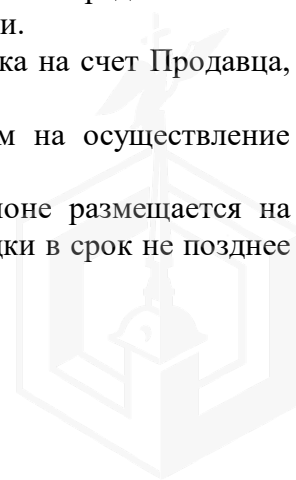 и.
ка на счет Продавца,
м на осуществление
оне размещается на
дки в срок не позднее